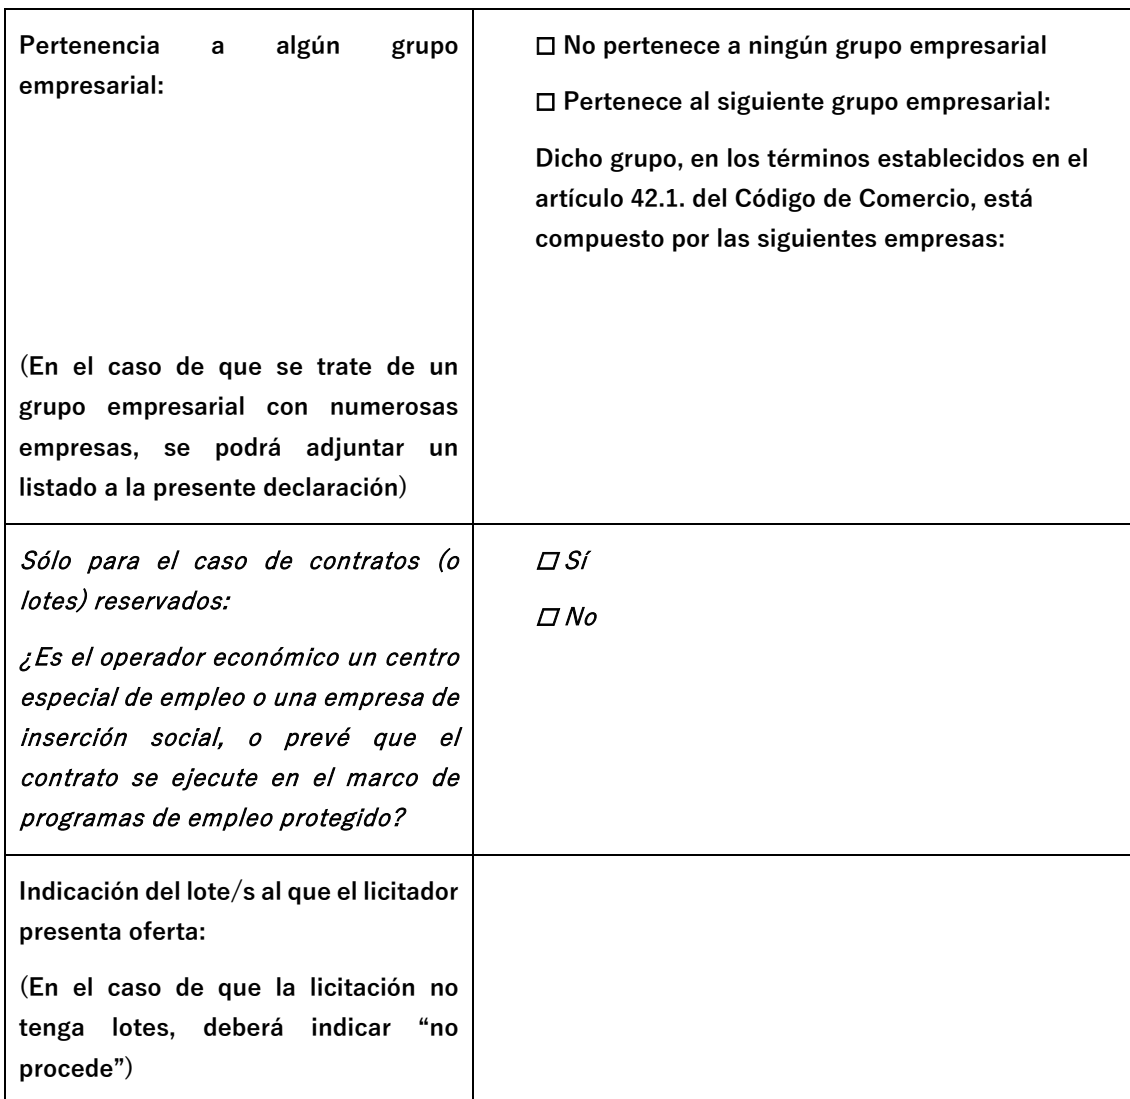 Pertenencia a algún grupo
empresarial:
(En el caso de que se trate de un
grupo empresarial con numerosas
empresas, se podrá adjuntar un
listado a la presente declaración)
☐ No pertenece a ningún grupo empresarial
☐ Pertenece al siguiente grupo empresarial:
Dicho grupo, en los términos establecidos en el
artículo 42.1. del Código de Comercio, está
compuesto por las siguientes empresas:
Sólo para el caso de contratos (o
lotes) reservados:
¿Es el operador económico un centro
especial de empleo o una empresa de
inserción social, o prevé que el
contrato se ejecute en el marco de
programas de empleo protegido?
☐ Sí
☐ No
Indicación del lote/s al que el licitador
presenta oferta:
(En el caso de que la licitación no
tenga lotes, deberá indicar “no
procede”)